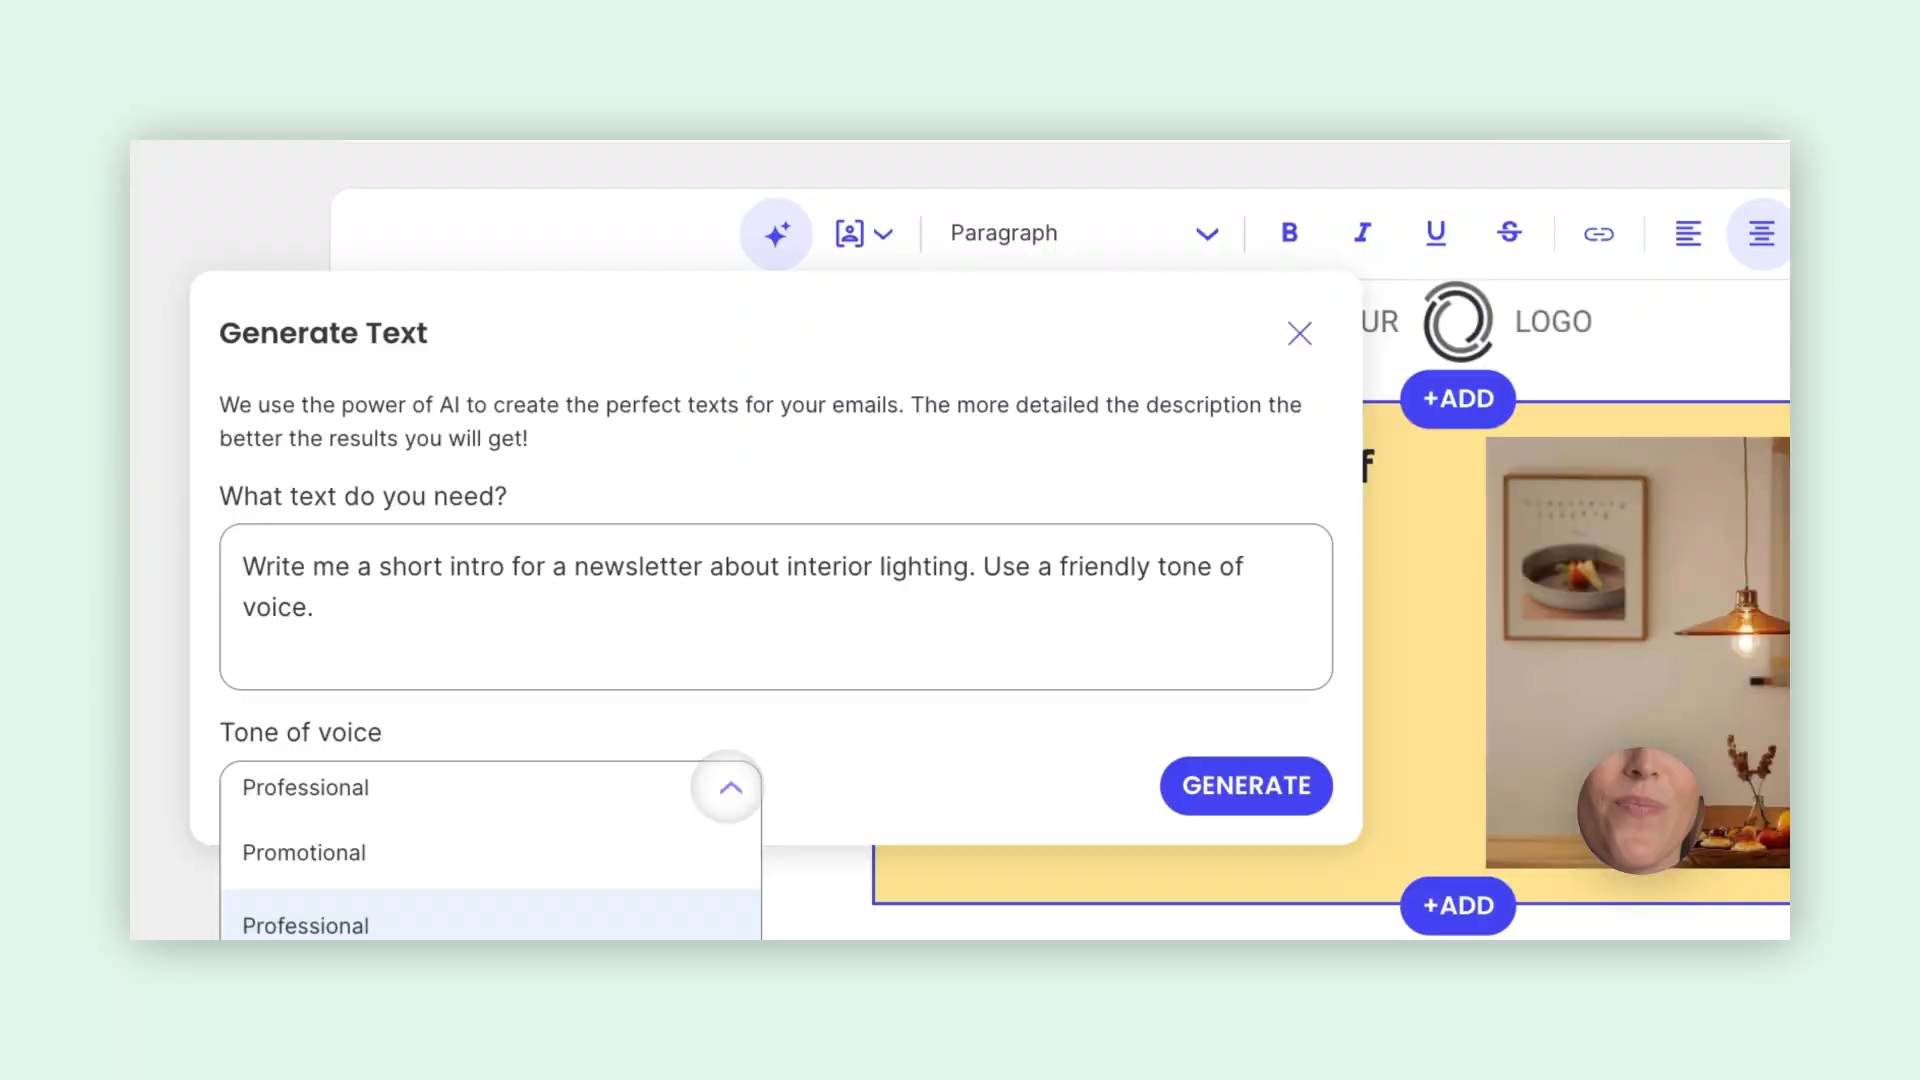 Paragraph
B I U S
Generate Text
UR LOGO
We use the power of AI to create the perfect texts for your emails. The more detailed the description the
better the results you will get!
+ADD
f
What text do you need?
Write me a short intro for a newsletter about interior lighting. Use a friendly tone of
voice.
Tone of voice
Professional
GENERATE
Promotional
Professional
+ADD